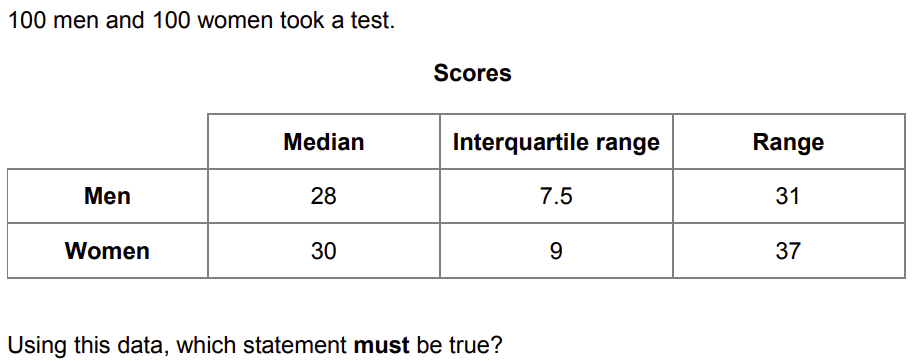 100 men and 100 women took a test.
Scores
Median Interquartile range Range
Men 28 7.5 31
Women 30 9 37
Using this data, which statement must be true?